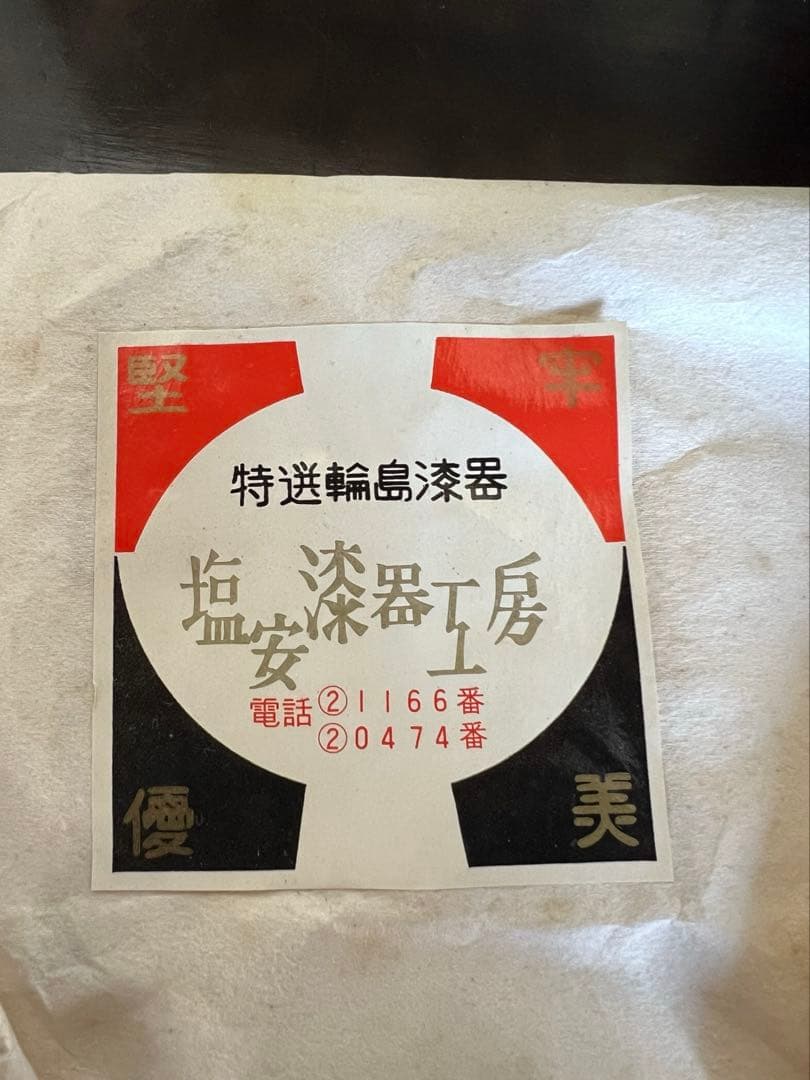 堅 牢
特選輪島漆器
塩安漆器工房
電話②1166番
②0474番
優 美